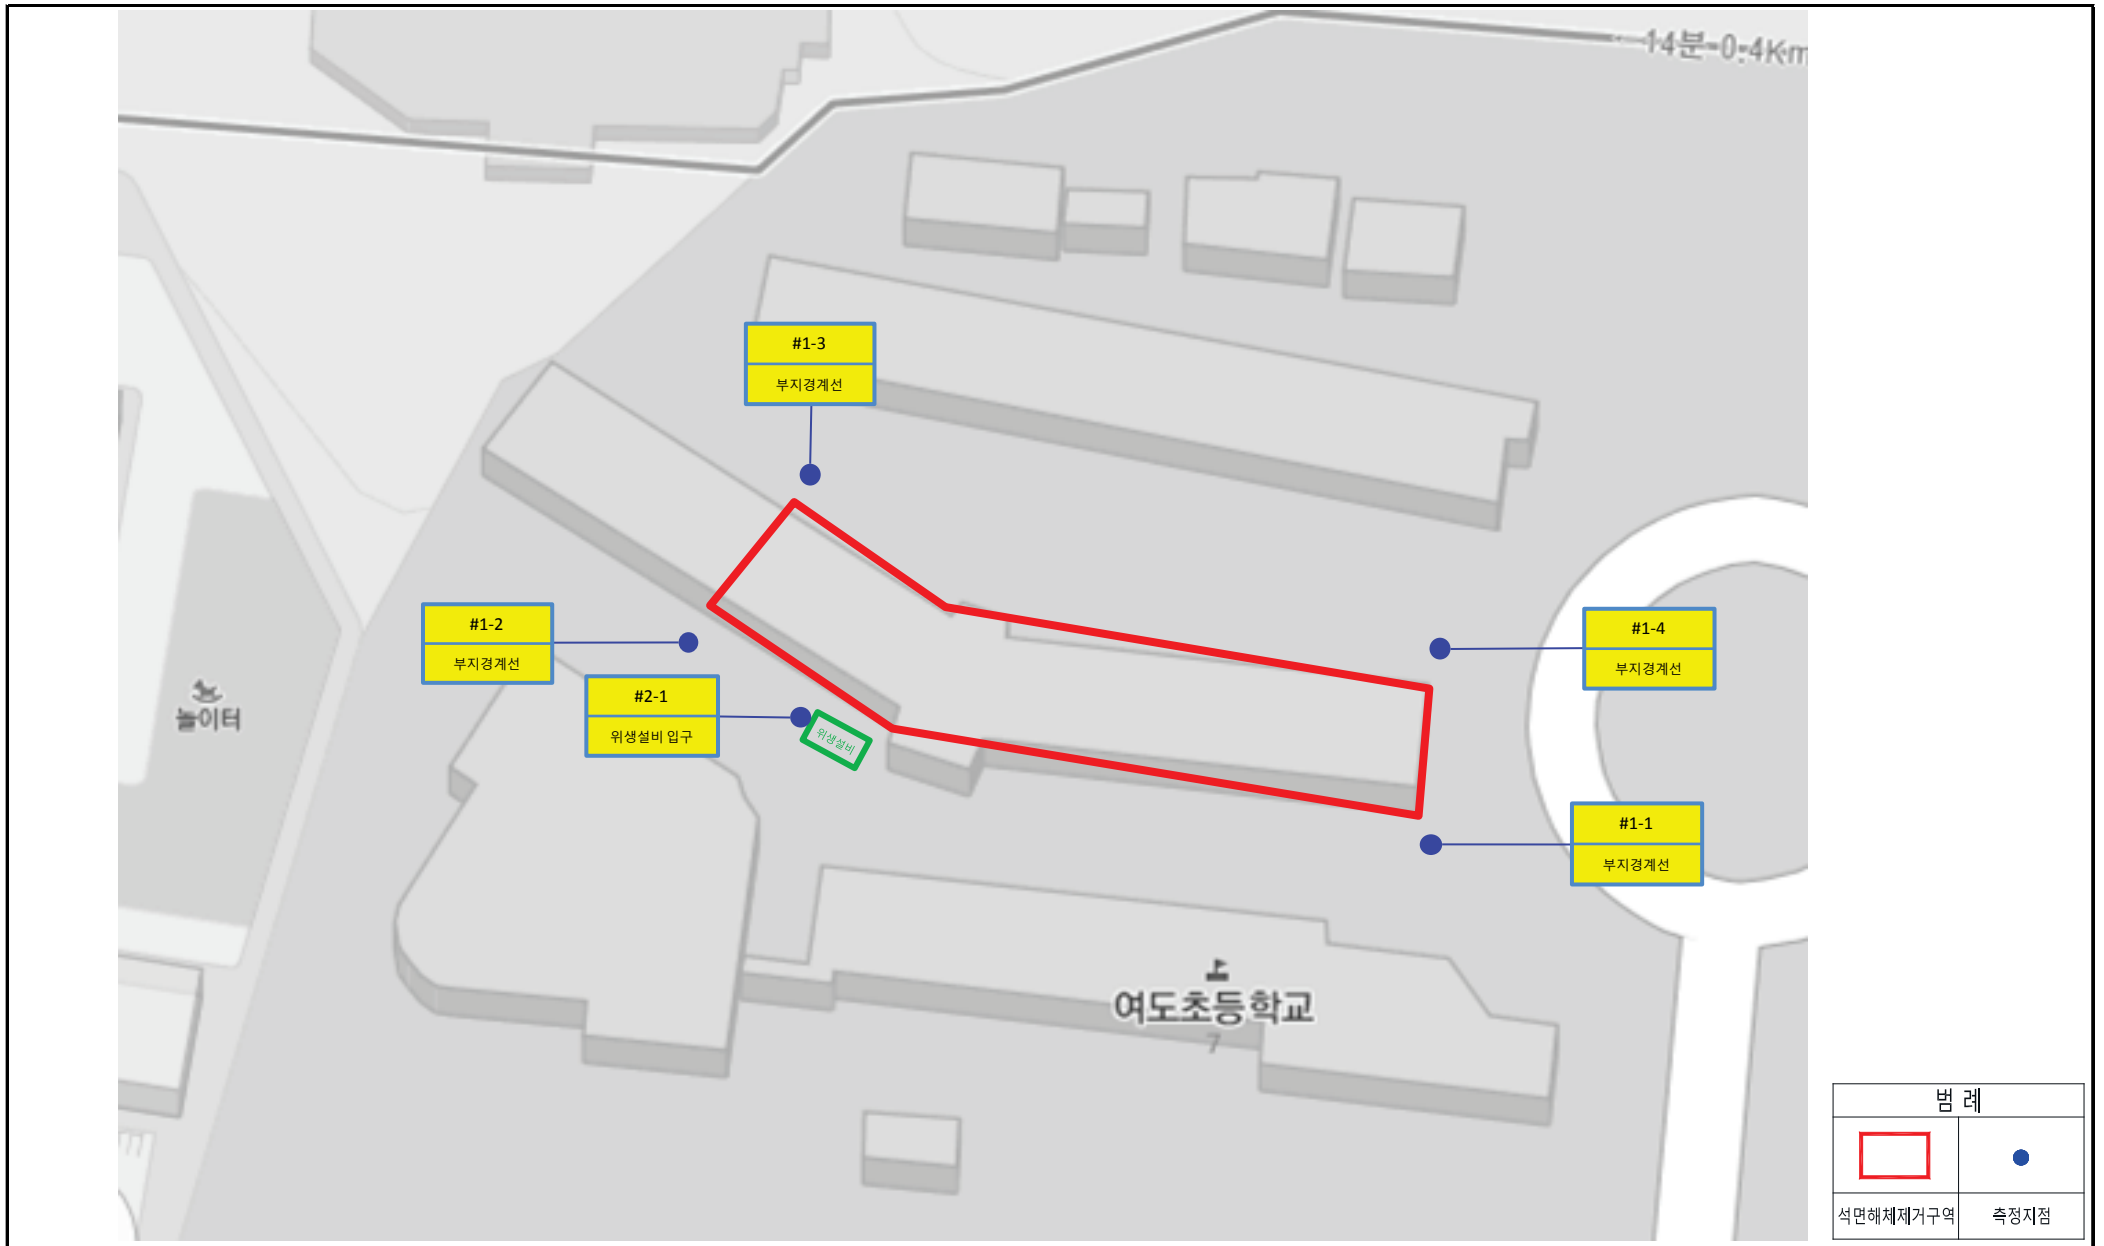 14분 0.4Km
#1-3
부지경계선
#1-2
부지경계선
#1-4
부지경계선
#2-1
위생설비 입구
위생설비
놀이터
#1-1
부지경계선
여도초등학교
7
범 례
석면해체제거구역
측정지점